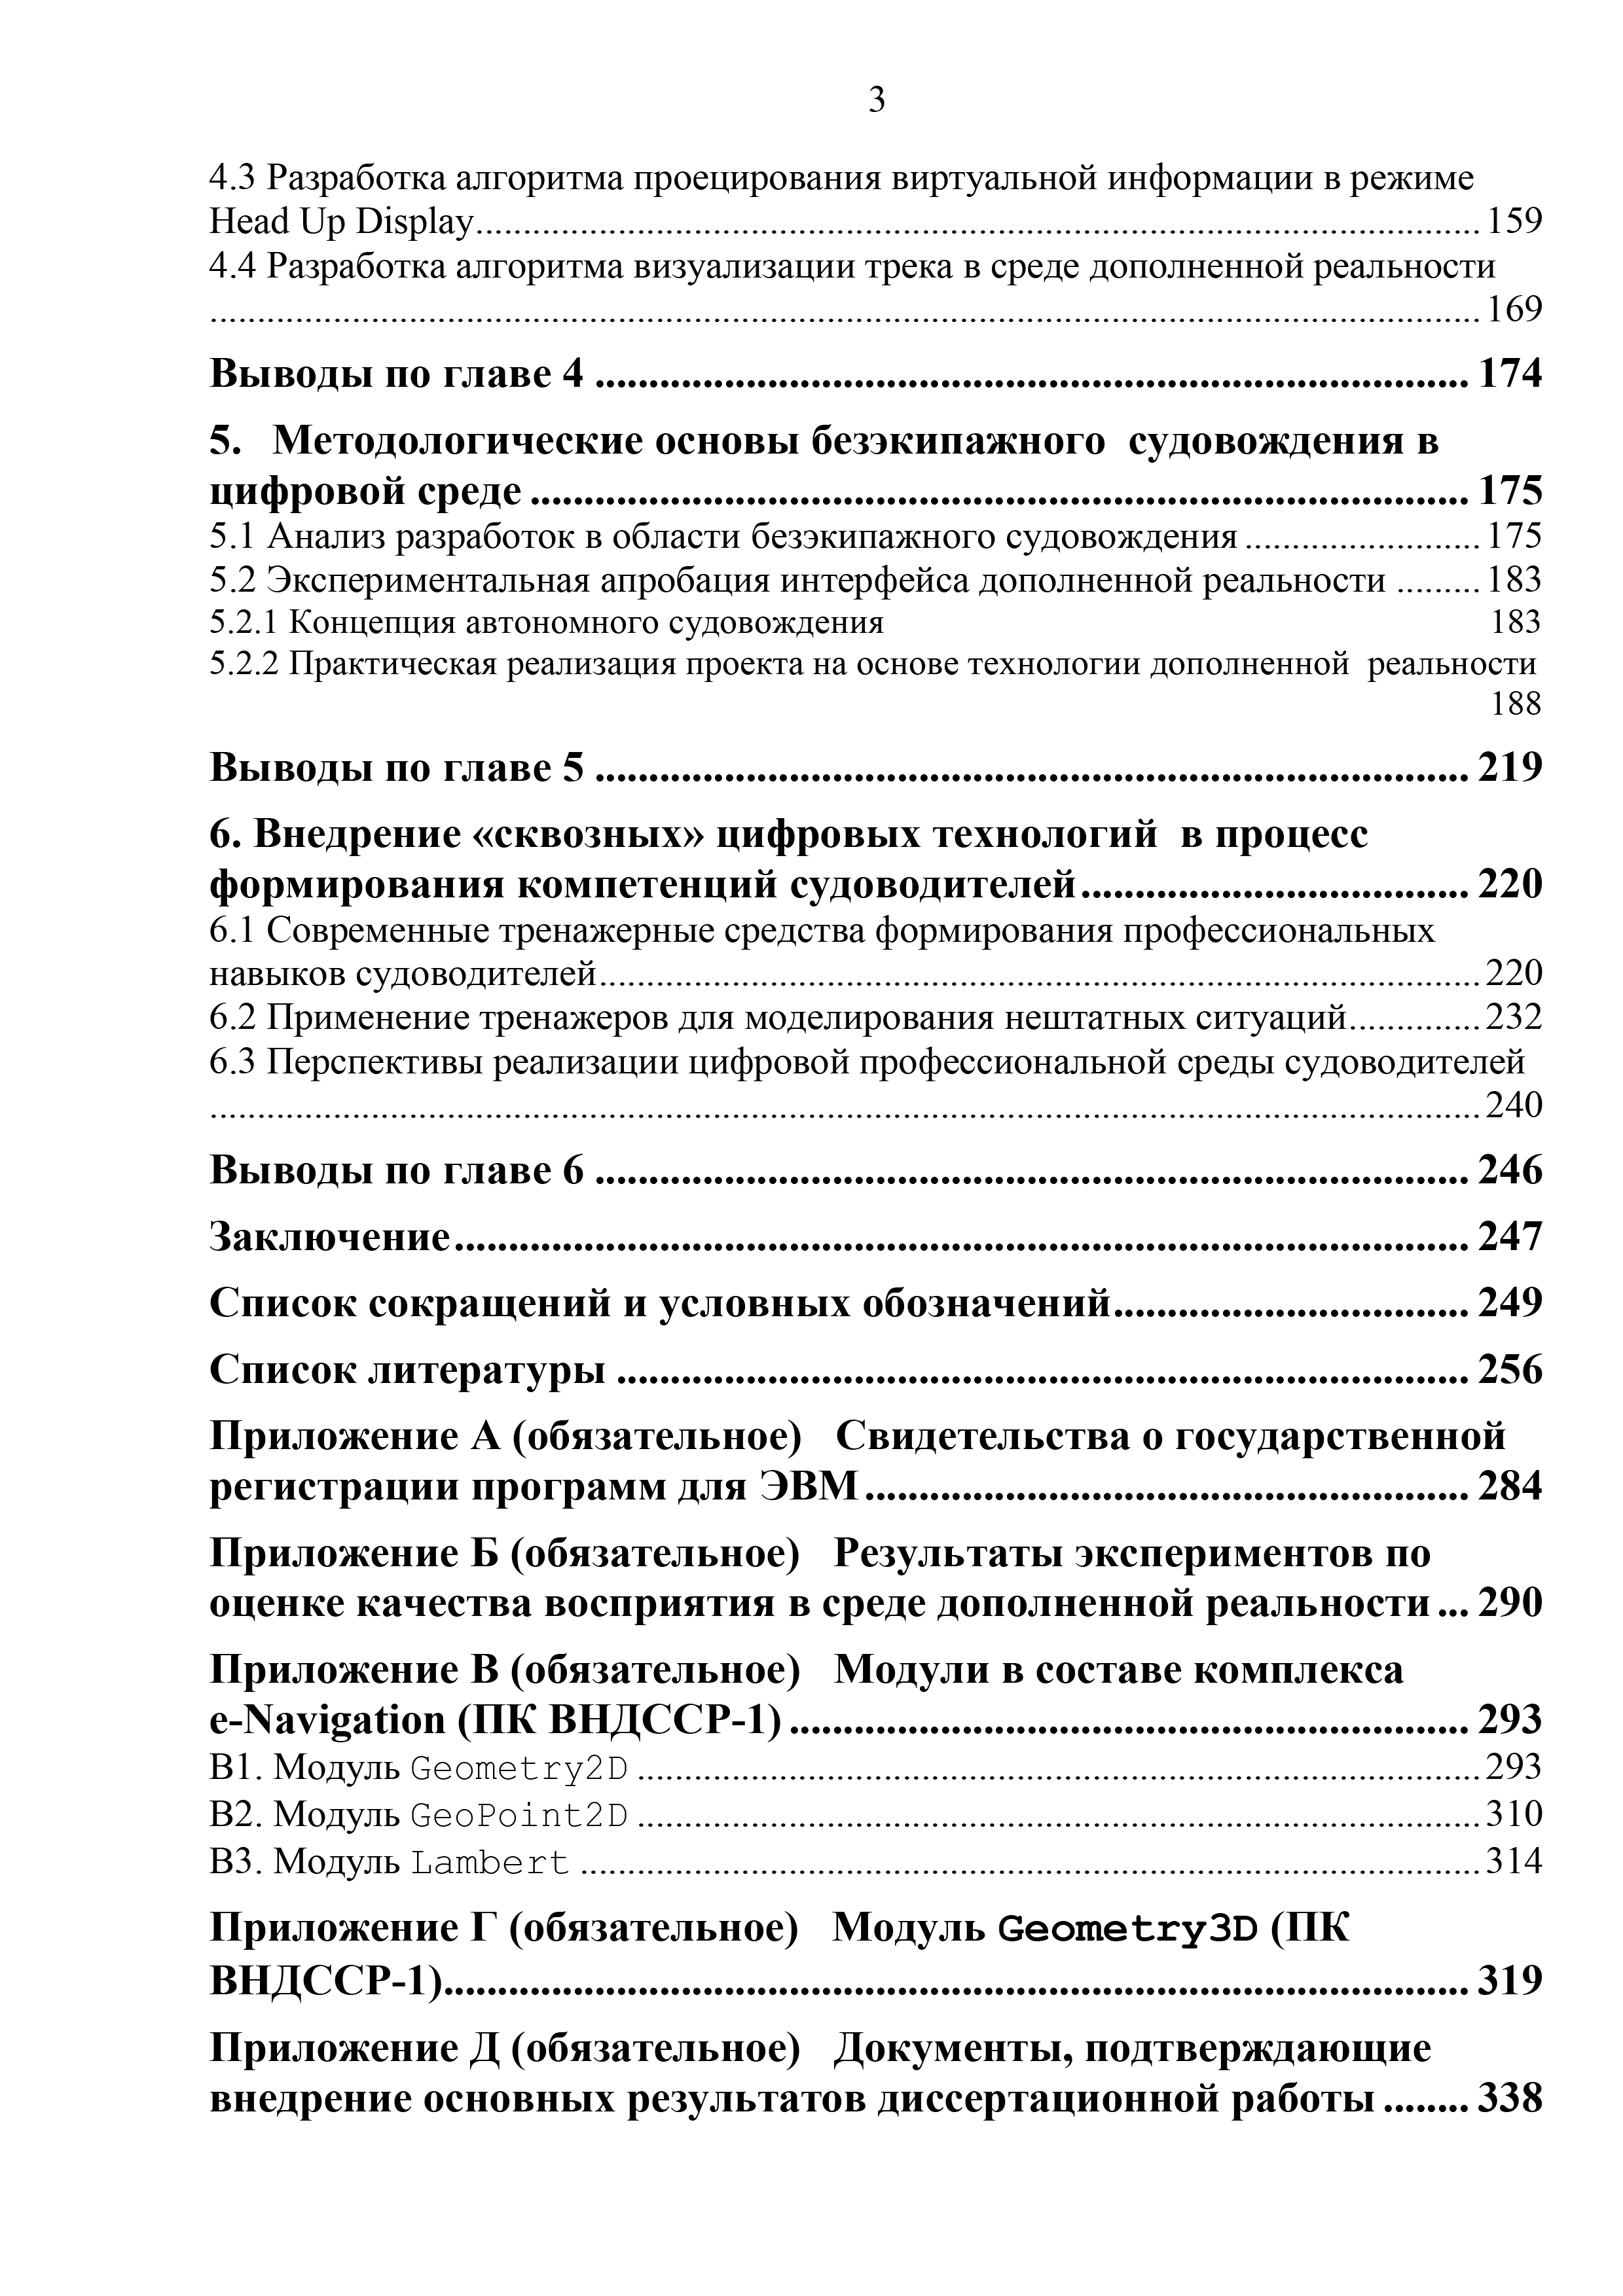 3
4.3 Разработка алгоритма проецирования виртуальной информации в режиме
Head Up Display.......... 159
4.4 Разработка алгоритма визуализации трека в среде дополненной реальности
.......... 169
Выводы по главе 4 .......... 174
5. Методологические основы безэкипажного судовождения в
цифровой среде .......... 175
5.1 Анализ разработок в области безэкипажного судовождения .......... 175
5.2 Экспериментальная апробация интерфейса дополненной реальности ......... 183
5.2.1 Концепция автономного судовождения 183
5.2.2 Практическая реализация проекта на основе технологии дополненной реальности
188
Выводы по главе 5 .......... 219
6. Внедрение «сквозных» цифровых технологий в процесс
формирования компетенций судоводителей.......... 220
6.1 Современные тренажерные средства формирования профессиональных
навыков судоводителей.......... 220
6.2 Применение тренажеров для моделирования нештатных ситуаций.......... 232
6.3 Перспективы реализации цифровой профессиональной среды судоводителей
.......... 240
Выводы по главе 6 .......... 246
Заключение.......... 247
Список сокращений и условных обозначений.......... 249
Список литературы .......... 256
Приложение А (обязательное) Свидетельства о государственной
регистрации программ для ЭВМ.......... 284
Приложение Б (обязательное) Результаты экспериментов по
оценке качества восприятия в среде дополненной реальности ... 290
Приложение В (обязательное) Модули в составе комплекса
e-Navigation (ПК ВНДССР-1) .......... 293
В1. Модуль Geometry2D .......... 293
В2. Модуль GeoPoint2D .......... 310
В3. Модуль Lambert .......... 314
Приложение Г (обязательное) Модуль Geometry3D (ПК
ВНДССР-1).......... 319
Приложение Д (обязательное) Документы, подтверждающие
внедрение основных результатов диссертационной работы ........ 338